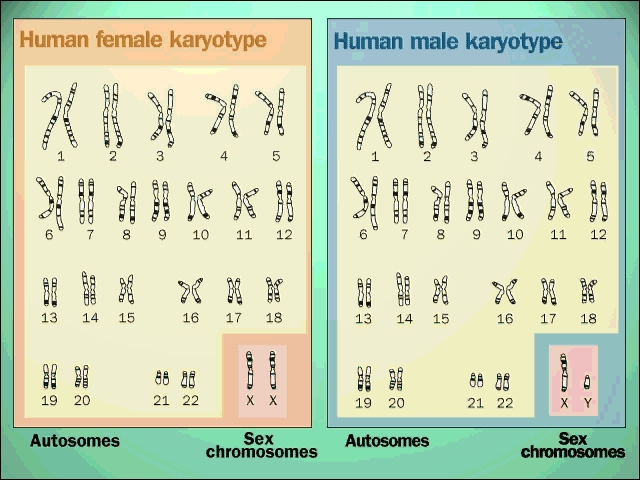 Human female karyotype
1 2 3 4 5
6 7 8 9 10 11 12
13 14 15 16 17 18
19 20 21 22 X X
Autosomes
Sex
chromosomes
Human male karyotype
1 2 3 4 5
6 7 8 9 10 11 12
13 14 15 16 17 18
19 20 21 22 X Y
Autosomes
Sex
chromosomes